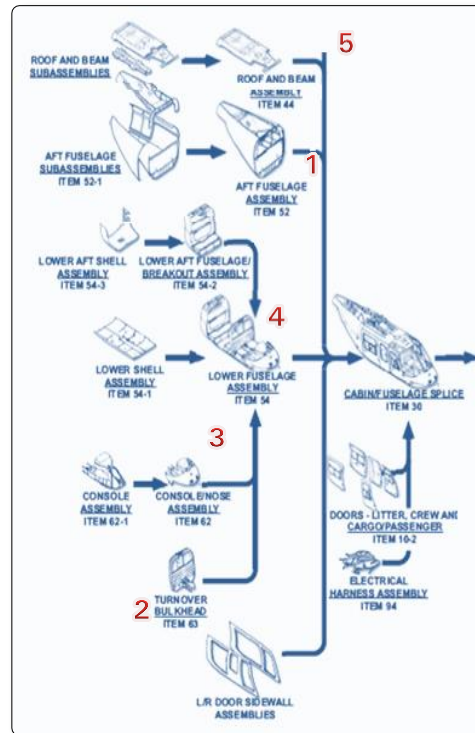 5
ROOF AND BEAM
SUBASSEMBLIES
ROOF AND BEAM
ASSEMBLY
ITEM 44
1
AFT FUSELAGE
SUBASSEMBLIES
ITEM 52-1
AFT FUSELAGE
ASSEMBLY
ITEM 52
LOWER AFT SHELL
ASSEMBLY
ITEM 54-3
LOWER AFT FUSELAGE/
BREAKOUT ASSEMBLY
ITEM 54-2
4
LOWER SHELL
ASSEMBLY
ITEM 54-1
LOWER FUSELAGE
ASSEMBLY
ITEM 54
CABIN/FUSELAGE SPLICE
ITEM 30
3
CONSOLE
ASSEMBLY
ITEM 62-1
CONSOLE/NOSE
ASSEMBLY
ITEM 62
DOORS - LITTER, CREW AND
CARGO/PASSENGER
ITEM 10-2
2
TURNOVER
BULKHEAD
ITEM 63
ELECTRICAL
HARNESS ASSEMBLY
ITEM 94
L/R DOOR SIDEWALL
ASSEMBLIES